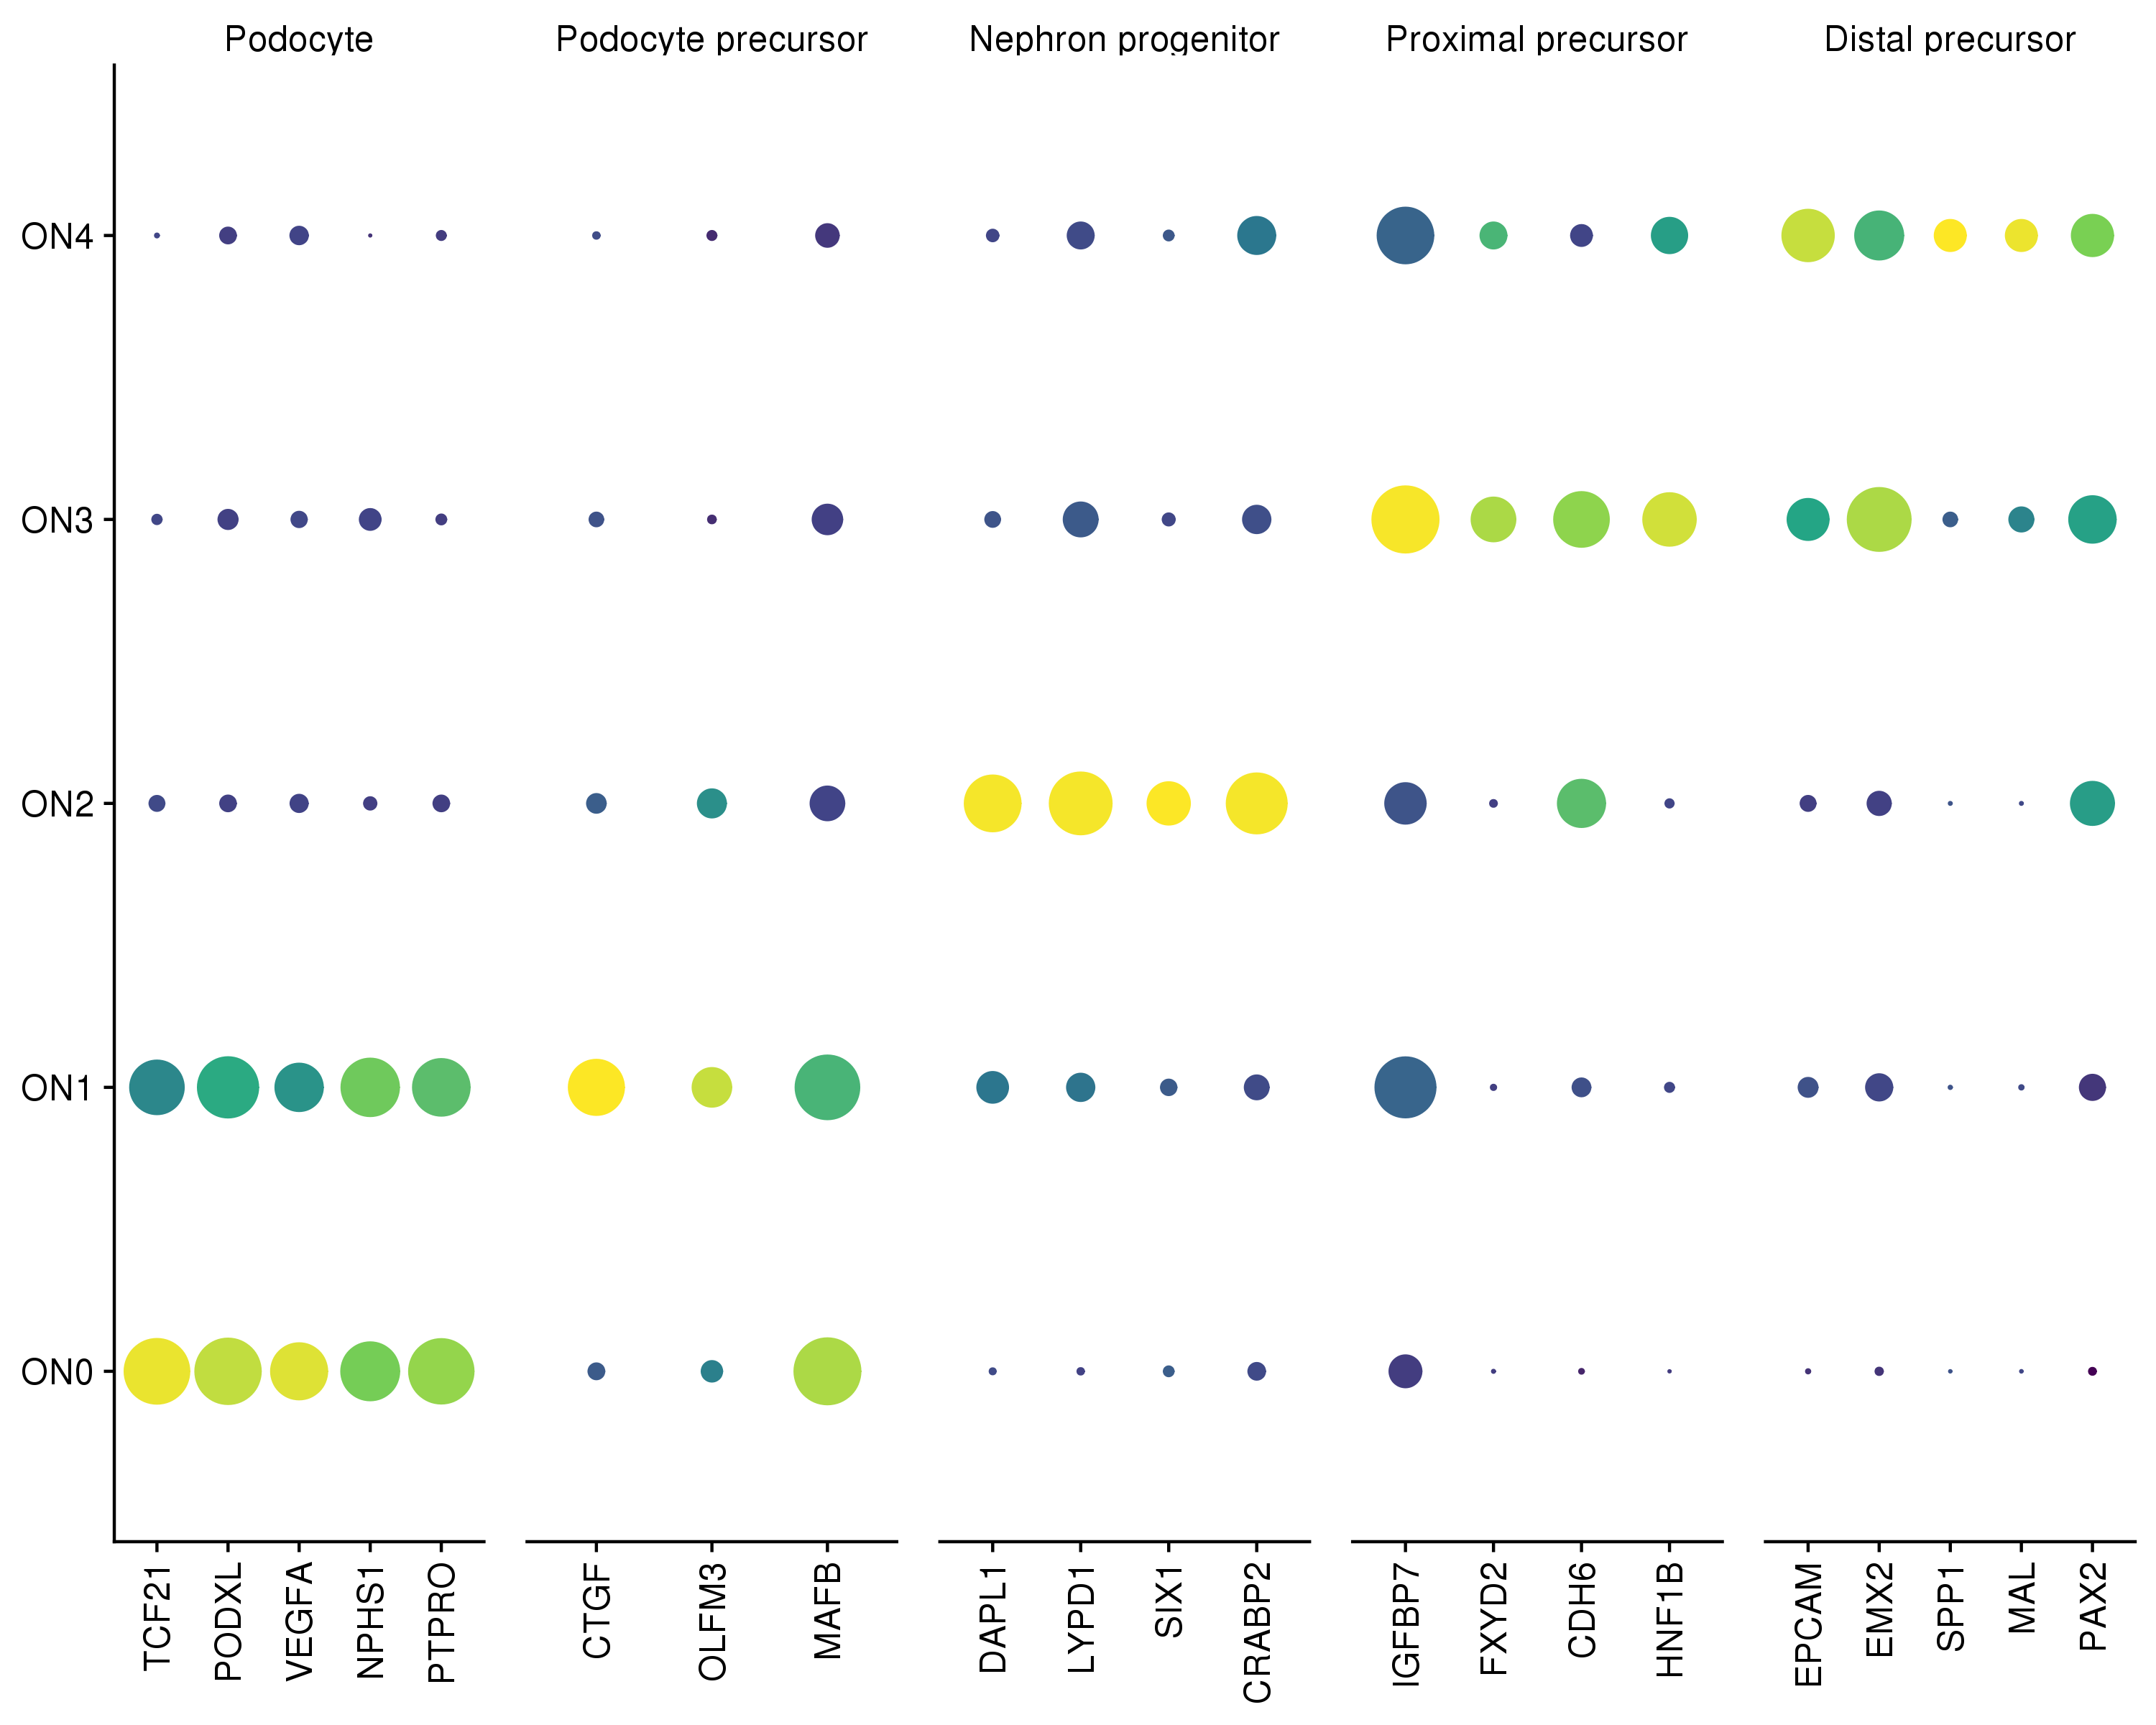 Podocyte
Podocyte precursor
Nephron progenitor
Proximal precursor
Distal precursor
ON4
ON3
ON2
ON1
ON0
TCF21
PODXL
VEGFA
NPHS1
PTPRO
CTGF
OLFM3
MAFB
DAPL1
LYPD1
SIX1
CRABP2
IGFBP7
FXYD2
CDH6
HNF1B
EPCAM
EMX2
SPP1
MAL
PAX2